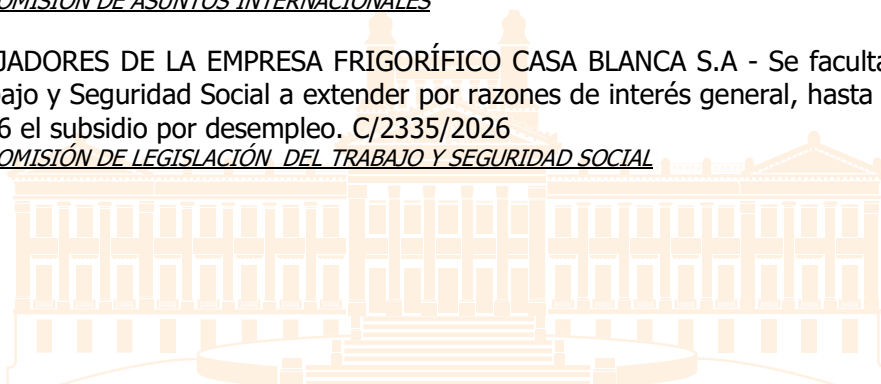 OMISIÓN DE ASUNTOS INTERNACIONALES
JADORES DE LA EMPRESA FRIGORÍFICO CASA BLANCA S.A - Se faculta
bajo y Seguridad Social a extender por razones de interés general, hasta
6 el subsidio por desempleo. C/2335/2026
OMISIÓN DE LEGISLACIÓN DEL TRABAJO Y SEGURIDAD SOCIAL